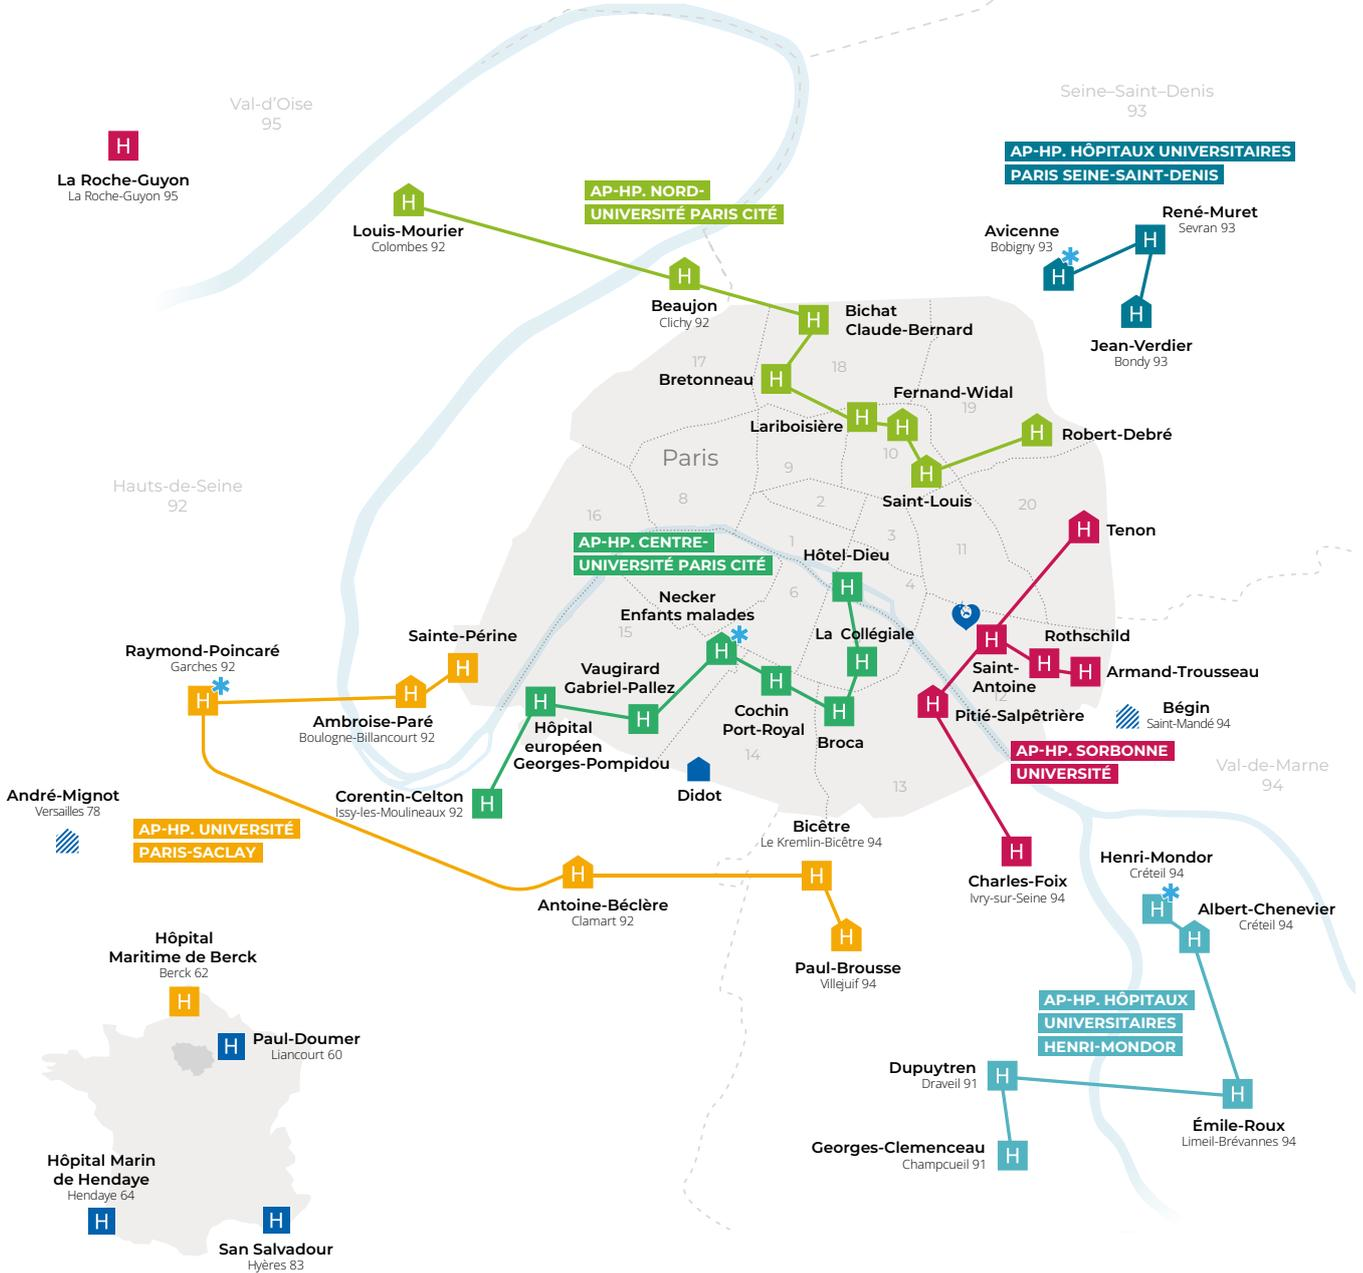 Val-d'Oise
95
Seine–Saint–Denis
93
H
La Roche-Guyon
La Roche-Guyon 95
AP-HP. HÔPITAUX UNIVERSITAIRES
PARIS SEINE-SAINT-DENIS
AP-HP. NORD-
UNIVERSITÉ PARIS CITÉ
H
Louis-Mourier
Colombes 92
René-Muret
Sevran 93
H
Avicenne
Bobigny 93
H
H
Jean-Verdier
Bondy 93
H
Beaujon
Clichy 92
H
Bichat
Claude-Bernard
17
18
Bretonneau
H
Fernand-Widal
19
Lariboisière
H
H
H
Robert-Debré
10
Paris
9
H
Saint-Louis
Hauts-de-Seine
92
8
2
20
16
3
1
11
H
Tenon
AP-HP. CENTRE-
UNIVERSITÉ PARIS CITÉ
Hôtel-Dieu
H
4
6
Necker
Enfants malades
15
H
La Collégiale
H
H
Saint-
Antoine
12
Rothschild
H
H
Armand-Trousseau
Sainte-Périne
H
Raymond-Poincaré
Garches 92
H
H
Ambroise-Paré
Boulogne-Billancourt 92
Vaugirard
Gabriel-Pallez
H
H
Hôpital
européen
Georges-Pompidou
H
Cochin
Port-Royal
H
Broca
H
Pitié-Salpêtrière
Bégin
Saint-Mandé 94
14
13
AP-HP. SORBONNE
UNIVERSITÉ
Val-de-Marne
94
Didot
Corentin-Celton
Issy-les-Moulineaux 92
H
André-Mignot
Versailles 78
AP-HP. UNIVERSITÉ
PARIS-SACLAY
Bicêtre
Le Kremlin-Bicêtre 94
H
H
Antoine-Béclère
Clamart 92
H
Charles-Foix
Ivry-sur-Seine 94
Henri-Mondor
Créteil 94
H
Albert-Chenevier
Créteil 94
H
H
Paul-Brousse
Villejuif 94
Hôpital
Maritime de Berck
Berck 62
H
H
Paul-Doumer
Liancourt 60
AP-HP. HÔPITAUX
UNIVERSITAIRES
HENRI-MONDOR
Dupuytren
Draveil 91
H
H
Émile-Roux
Limeil-Brévannes 94
Georges-Clemenceau
Champcueil 91
H
Hôpital Marin
de Hendaye
Hendaye 64
H
H
San Salvadour
Hyères 83